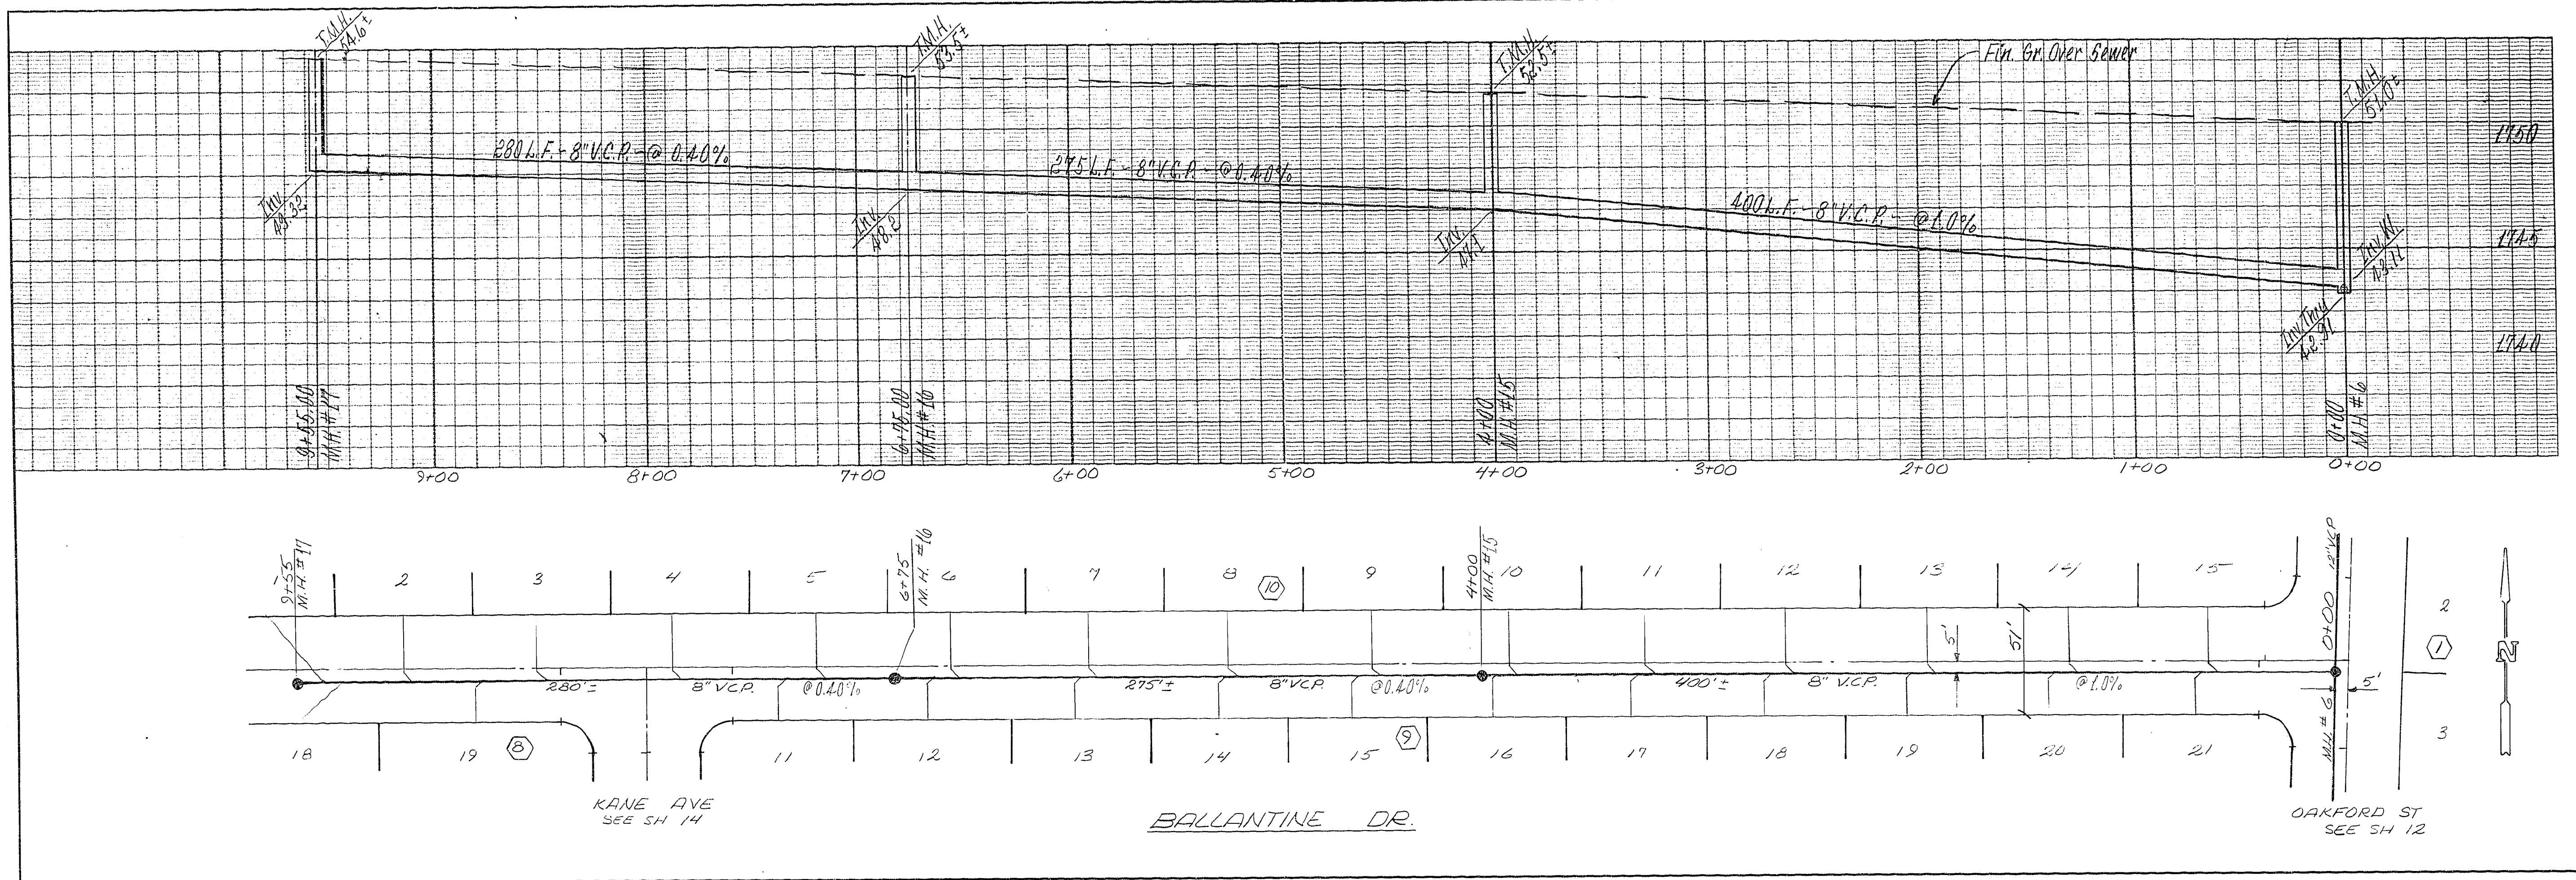 T.M.H.
54.6±
T.M.H.
53.5±
T.M.H.
52.5±
Fin. Gr. Over Sewer
T.M.H.
51.0±
1750
280 L.F. - 8" V.C.P. - @ 0.40%
275 L.F. - 8" V.C.P. - @ 0.40%
400 L.F. - 8" V.C.P. - @ 1.0%
Inv.
49.32
Inv.
48.2
Inv.
47.1
1745
Inv. W.
43.11
Inv. Thru
42.91
1740
9+55.00
M.H. #17
6+75.00
M.H. #16
4+00
M.H. #15
0+00
M.H. #6
9+00 8+00 7+00 6+00 5+00 4+00 3+00 2+00 1+00 0+00
9+55
M.H. #17
6+75
M.H. #16
4+00
M.H. #15
0+00 12" VCP
1 2 3 4 5 6 7 8 10 9 10 11 12 13 14 15
2
5'
51'
1
N
280'± 8" V.C.P. @ 0.40% 275'± 8" VCP. @ 0.40% 400'± 8" V.C.P. @ 1.0%
5'
M.H. # 6
18 19 8 11 12 13 14 15 9 16 17 18 19 20 21
3
KANE AVE
SEE SH 14
BALLANTINE DR.
OAKFORD ST
SEE SH 12